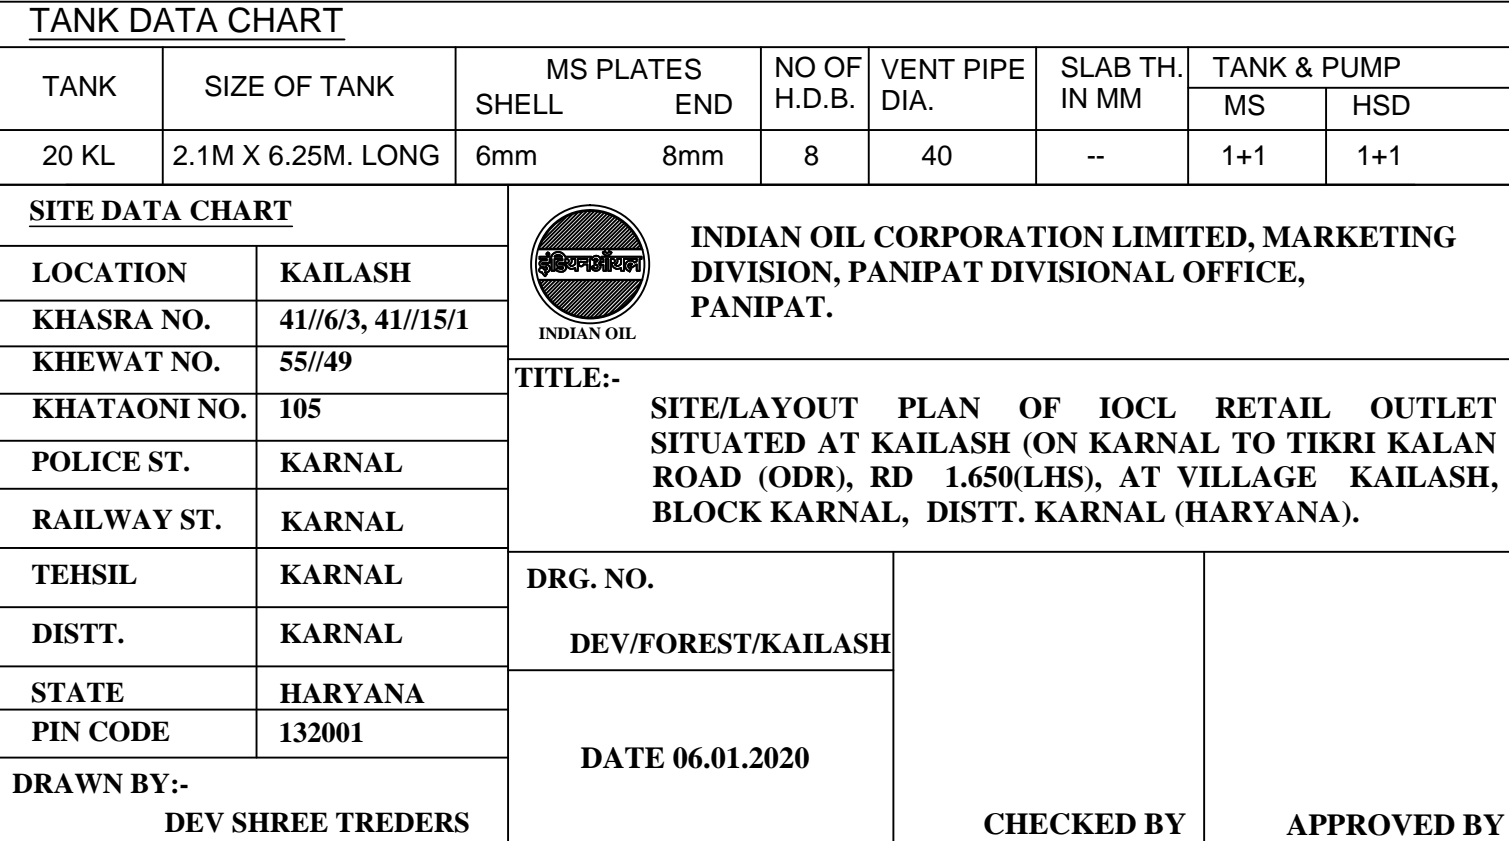 TANK DATA CHART
TANK SIZE OF TANK MS PLATES NO OF VENT PIPE SLAB TH. TANK & PUMP
SHELL END H.D.B. DIA. IN MM MS HSD
20 KL 2.1M X 6.25M. LONG 6mm 8mm 8 40 -- 1+1 1+1
SITE DATA CHART
LOCATION KAILASH
KHASRA NO. 41//6/3, 41//15/1
KHEWAT NO. 55//49
KHATAONI NO. 105
POLICE ST. KARNAL
RAILWAY ST. KARNAL
TEHSIL KARNAL
DISTT. KARNAL
STATE HARYANA
PIN CODE 132001
DRAWN BY:-
DEV SHREE TREDERS
इंडियनऑयल
INDIAN OIL
INDIAN OIL CORPORATION LIMITED, MARKETING
DIVISION, PANIPAT DIVISIONAL OFFICE,
PANIPAT.
TITLE:-
SITE/LAYOUT PLAN OF IOCL RETAIL OUTLET
SITUATED AT KAILASH (ON KARNAL TO TIKRI KALAN
ROAD (ODR), RD 1.650(LHS), AT VILLAGE KAILASH,
BLOCK KARNAL, DISTT. KARNAL (HARYANA).
DRG. NO.
DEV/FOREST/KAILASH
DATE 06.01.2020
CHECKED BY
APPROVED BY